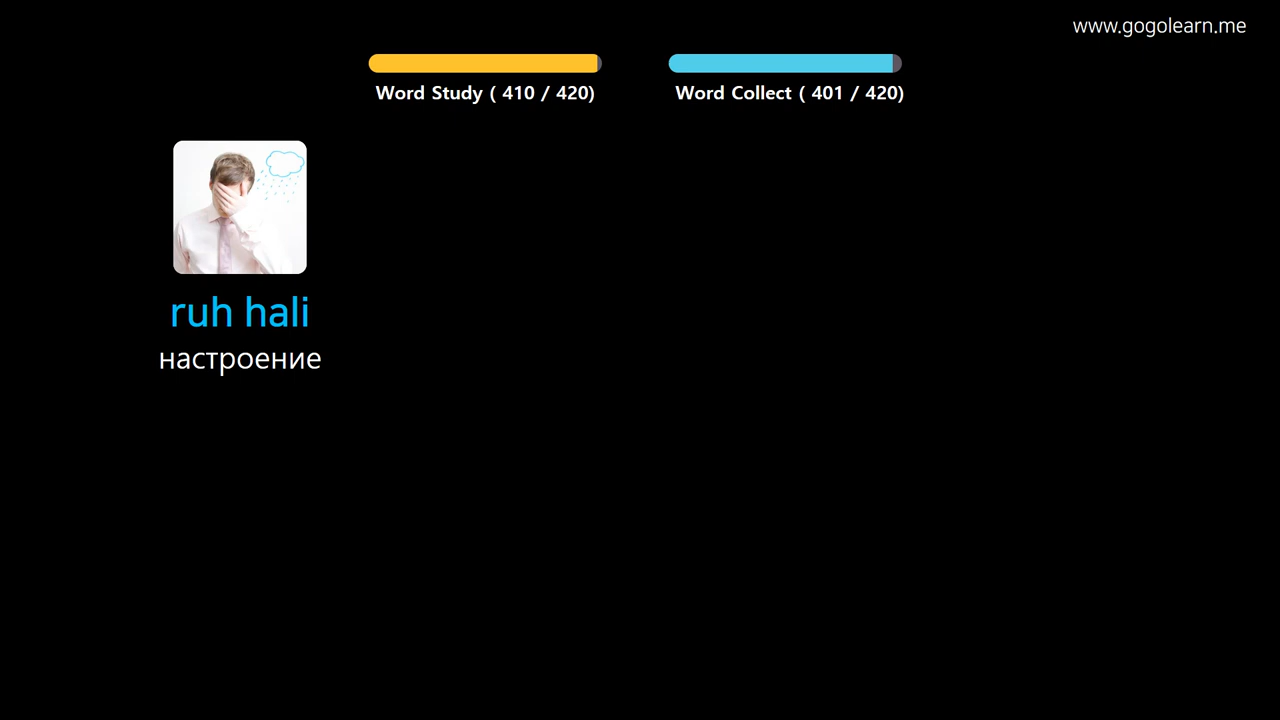 www.gogolearn.me
Word Study ( 410 / 420)
Word Collect ( 401 / 420)
ruh hali
настроение